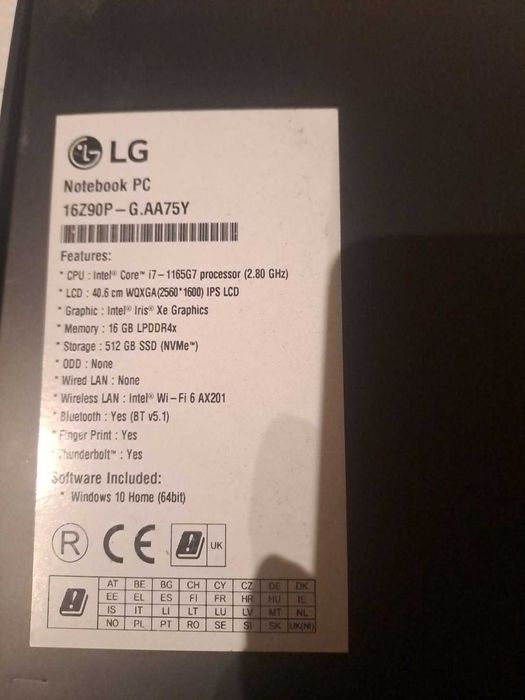 LG
Notebook PC
16Z90P-G.AA75Y
Features:
* CPU : Intel® Core™ i7-1165G7 processor (2.80 GHz)
* LCD : 40.6 cm WQXGA(2560*1600) IPS LCD
* Graphic : Intel® Iris® Xe Graphics
* Memory : 16 GB LPDDR4x
* Storage : 512 GB SSD (NVMe™)
* ODD : None
* Wired LAN : None
* Wireless LAN : Intel® Wi-Fi 6 AX201
* Bluetooth : Yes (BT v5.1)
* Finger Print : Yes
* Thunderbolt™ : Yes
Software Included:
* Windows 10 Home (64bit)
R CE UK
AT BE BG CH CY CZ DE DK
EE EL ES FI FR HR HU IE
IS IT LI LT LU LV MT NL
NO PL PT RO SE SI SK UK(NI)